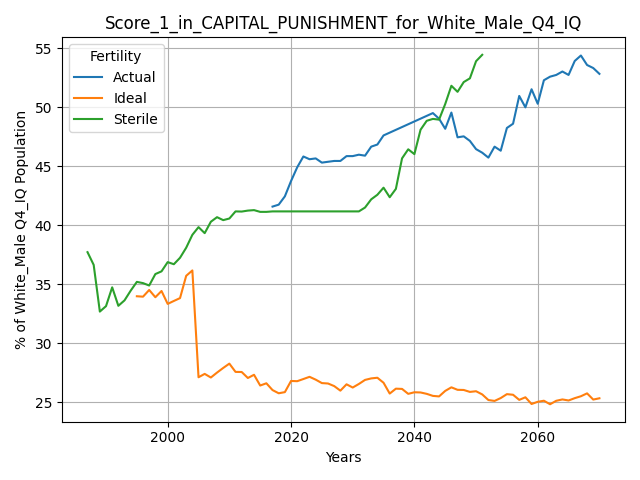 Score_1_in_CAPITAL_PUNISHMENT_for_White_Male_Q4_IQ
% of White_Male Q4_IQ Population
55
50
45
40
35
30
25
Fertility
Actual
Ideal
Sterile
2000
2020
2040
2060
Years